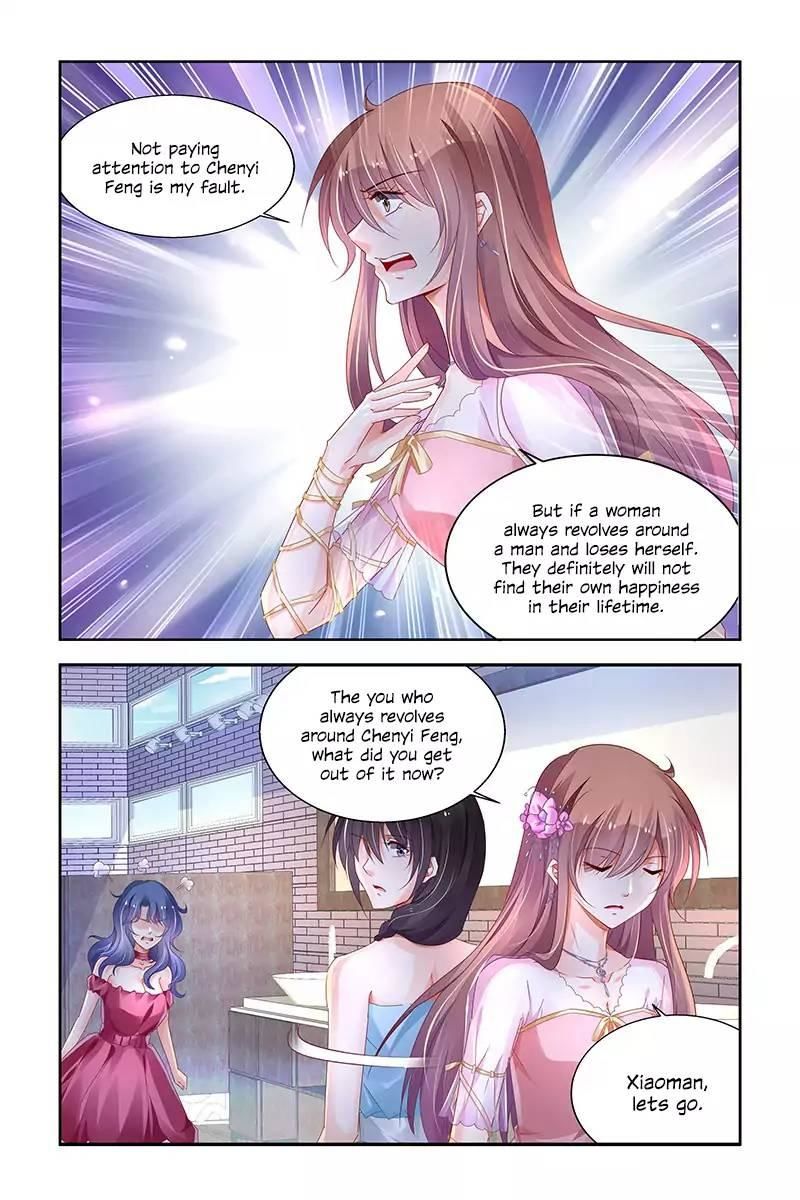 Not paying
attention to Chenyi
Feng is my fault.
But if a woman
always revolves around
a man and loses herself.
They definitely will not
find their own happiness
in their lifetime.
The you who
always revolves
around Chenyi Feng,
what did you get
out of it now?
Xiaoman,
lets go.